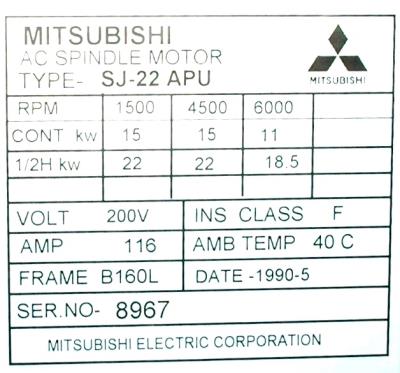 MITSUBISHI
AC SPINDLE MOTOR
TYPE- SJ-22 APU
MITSUBISHI
RPM 1500 4500 6000
CONT kw 15 15 11
1/2H kw 22 22 18.5
VOLT 200V INS CLASS F
AMP 116 AMB TEMP 40 C
FRAME B160L DATE -1990-5
SER.NO- 8967
MITSUBISHI ELECTRIC CORPORATION